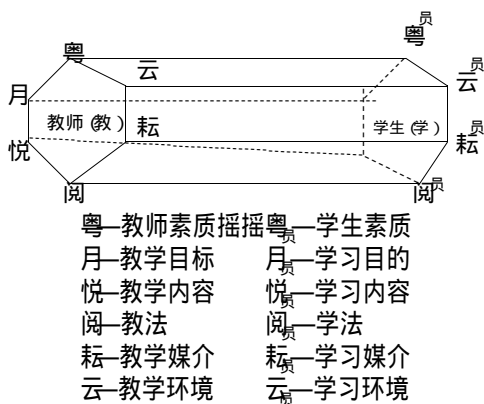 粤员
粤
云
云员
月
教师(教)
耘
学生(学)
耘员
悦
阅
阅员
粤—教师素质摇摇粤员—学生素质
月—教学目标 月员—学习目的
悦—教学内容 悦员—学习内容
阅—教法 阅员—学法
耘—教学媒介 耘员—学习媒介
云—教学环境 云员—学习环境